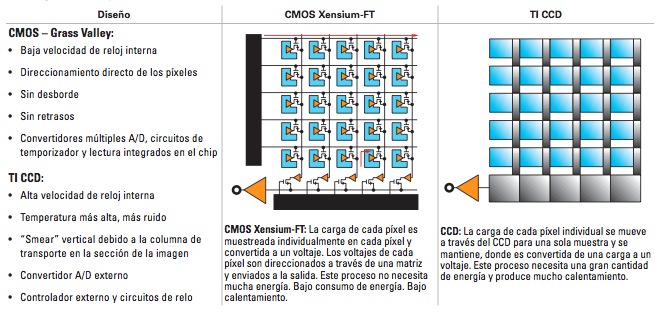 Diseño
CMOS Xensium-FT
TI CCD
CMOS – Grass Valley:
• Baja velocidad de reloj interna
• Direccionamiento directo de los píxeles
• Sin desborde
• Sin retrasos
• Convertidores múltiples A/D, circuitos de
temporizador y lectura integrados en el chip
TI CCD:
• Alta velocidad de reloj interna
• Temperatura más alta, más ruido
• “Smear” vertical debido a la columna de
transporte en la sección de la imagen
• Convertidor A/D externo
• Controlador externo y circuitos de relo
CMOS Xensium-FT: La carga de cada píxel es
muestreada individualmente en cada píxel y
convertida a un voltaje. Los voltajes de cada
píxel son direccionados a través de una matriz
y enviados a la salida. Este proceso no necesita
mucha energía. Bajo consumo de energía. Bajo
calentamiento.
CCD: La carga de cada píxel individual se mueve
a través del CCD para una sola muestra y se
mantiene, donde es convertida de una carga a un
voltaje. Este proceso necesita una gran cantidad
de energía y produce mucho calentamiento.